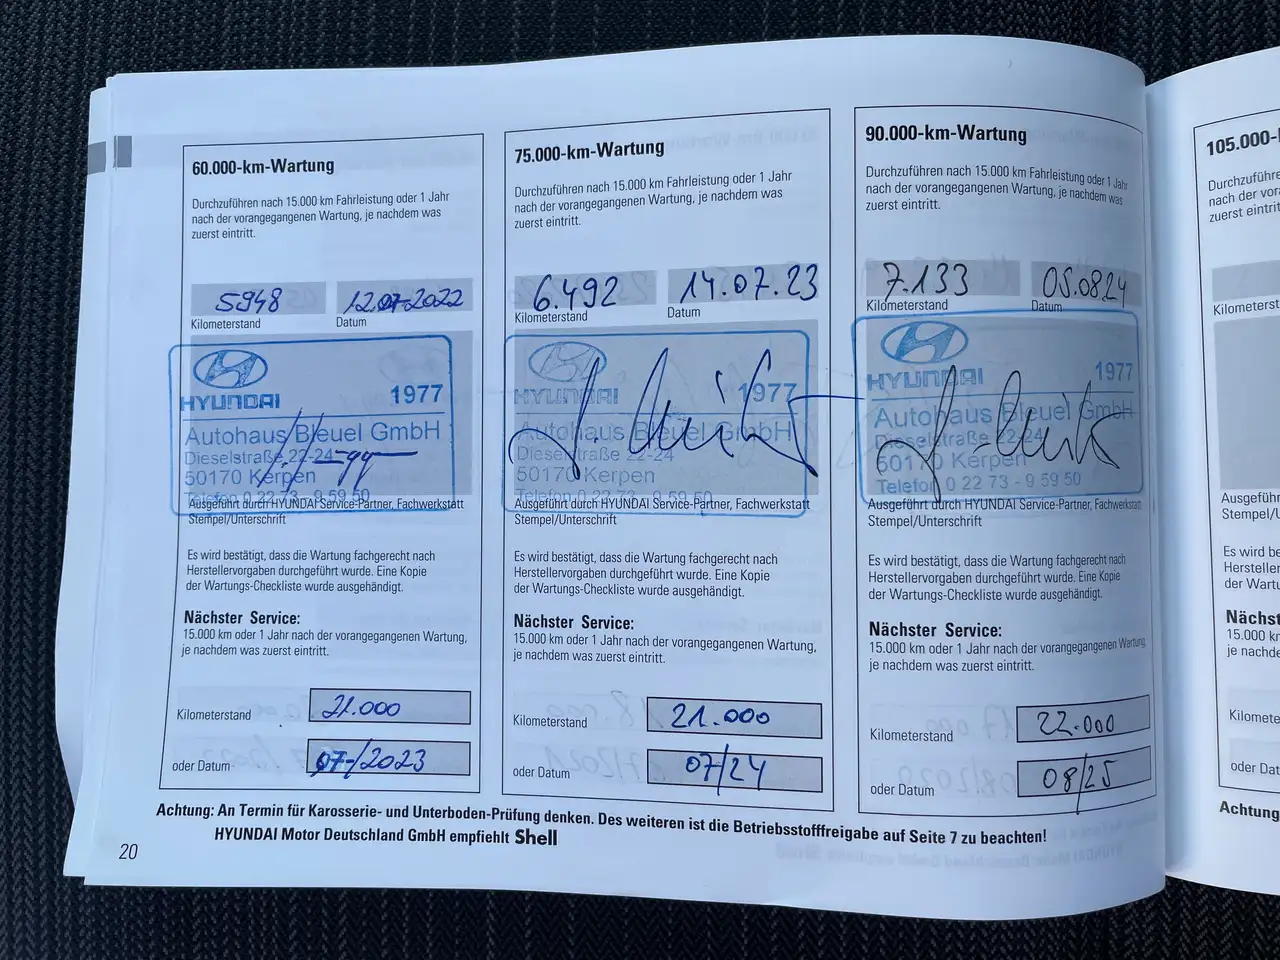 60.000-km-Wartung
Durchzuführen nach 15.000 km Fahrleistung oder 1 Jahr
nach der vorangegangenen Wartung, je nachdem was
zuerst eintritt.
5948 12.07.2022
Kilometerstand Datum
HYUNDAI 1977
Autohaus Bleuel GmbH
Dieselstraße 22-24
50170 Kerpen
Telefon 0 22 73 - 9 59 50
Ausgeführt durch HYUNDAI Service-Partner, Fachwerkstatt
Stempel/Unterschrift
Es wird bestätigt, dass die Wartung fachgerecht nach
Herstellervorgaben durchgeführt wurde. Eine Kopie
der Wartungs-Checkliste wurde ausgehändigt.
Nächster Service:
15.000 km oder 1 Jahr nach der vorangegangenen Wartung,
je nachdem was zuerst eintritt.
Kilometerstand 21.000
oder Datum 07/2023
75.000-km-Wartung
Durchzuführen nach 15.000 km Fahrleistung oder 1 Jahr
nach der vorangegangenen Wartung, je nachdem was
zuerst eintritt.
6.492 14.07.23
Kilometerstand Datum
HYUNDAI 1977
Autohaus Bleuel GmbH
Dieselstraße 22-24
50170 Kerpen
Telefon 0 22 73 - 9 59 50
Ausgeführt durch HYUNDAI Service-Partner, Fachwerkstatt
Stempel/Unterschrift
Es wird bestätigt, dass die Wartung fachgerecht nach
Herstellervorgaben durchgeführt wurde. Eine Kopie
der Wartungs-Checkliste wurde ausgehändigt.
Nächster Service:
15.000 km oder 1 Jahr nach der vorangegangenen Wartung,
je nachdem was zuerst eintritt.
Kilometerstand 21.000
oder Datum 07/24
90.000-km-Wartung
Durchzuführen nach 15.000 km Fahrleistung oder 1 Jahr
nach der vorangegangenen Wartung, je nachdem was
zuerst eintritt.
7.133 05.08.24
Kilometerstand Datum
HYUNDAI 1977
Autohaus Bleuel GmbH
Dieselstraße 22-24
50170 Kerpen
Telefon 0 22 73 - 9 59 50
Ausgeführt durch HYUNDAI Service-Partner, Fachwerkstatt
Stempel/Unterschrift
Es wird bestätigt, dass die Wartung fachgerecht nach
Herstellervorgaben durchgeführt wurde. Eine Kopie
der Wartungs-Checkliste wurde ausgehändigt.
Nächster Service:
15.000 km oder 1 Jahr nach der vorangegangenen Wartung,
je nachdem was zuerst eintritt.
Kilometerstand 22.000
oder Datum 08/25
Achtung: An Termin für Karosserie- und Unterboden-Prüfung denken. Des weiteren ist die Betriebsstofffreigabe auf Seite 7 zu beachten!
HYUNDAI Motor Deutschland GmbH empfiehlt Shell
20
105.000-
Durchzuführe
nach der vor
zuerst eintrit
Kilometerst
Ausgeführ
Stempel/U
Es wird be
Hersteller
der Wartu
Nächst
15.000 k
je nachde
Kilomete
oder Dat
Achtung